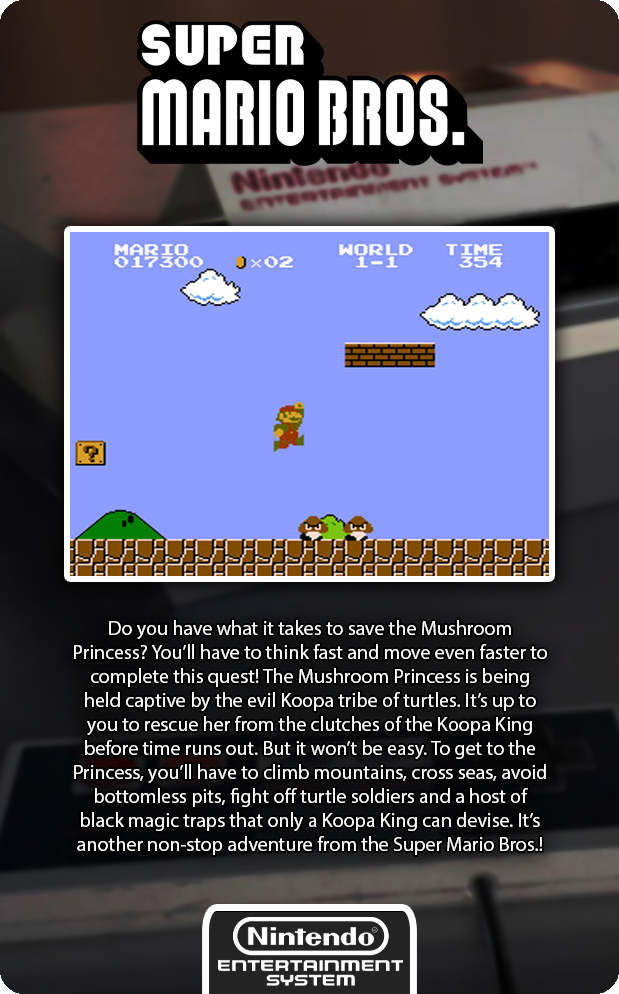 SUPER
MARIO BROS.
Nintendo
ENTERTAINMENT SYSTEM™
MARIO WORLD TIME
017300 ×02 1-1 354
?
Do you have what it takes to save the Mushroom
Princess? You’ll have to think fast and move even faster to
complete this quest! The Mushroom Princess is being
held captive by the evil Koopa tribe of turtles. It’s up to
you to rescue her from the clutches of the Koopa King
before time runs out. But it won’t be easy. To get to the
Princess, you’ll have to climb mountains, cross seas, avoid
bottomless pits, fight off turtle soldiers and a host of
black magic traps that only a Koopa King can devise. It’s
another non-stop adventure from the Super Mario Bros.!
Nintendo®
ENTERTAINMENT
SYSTEM